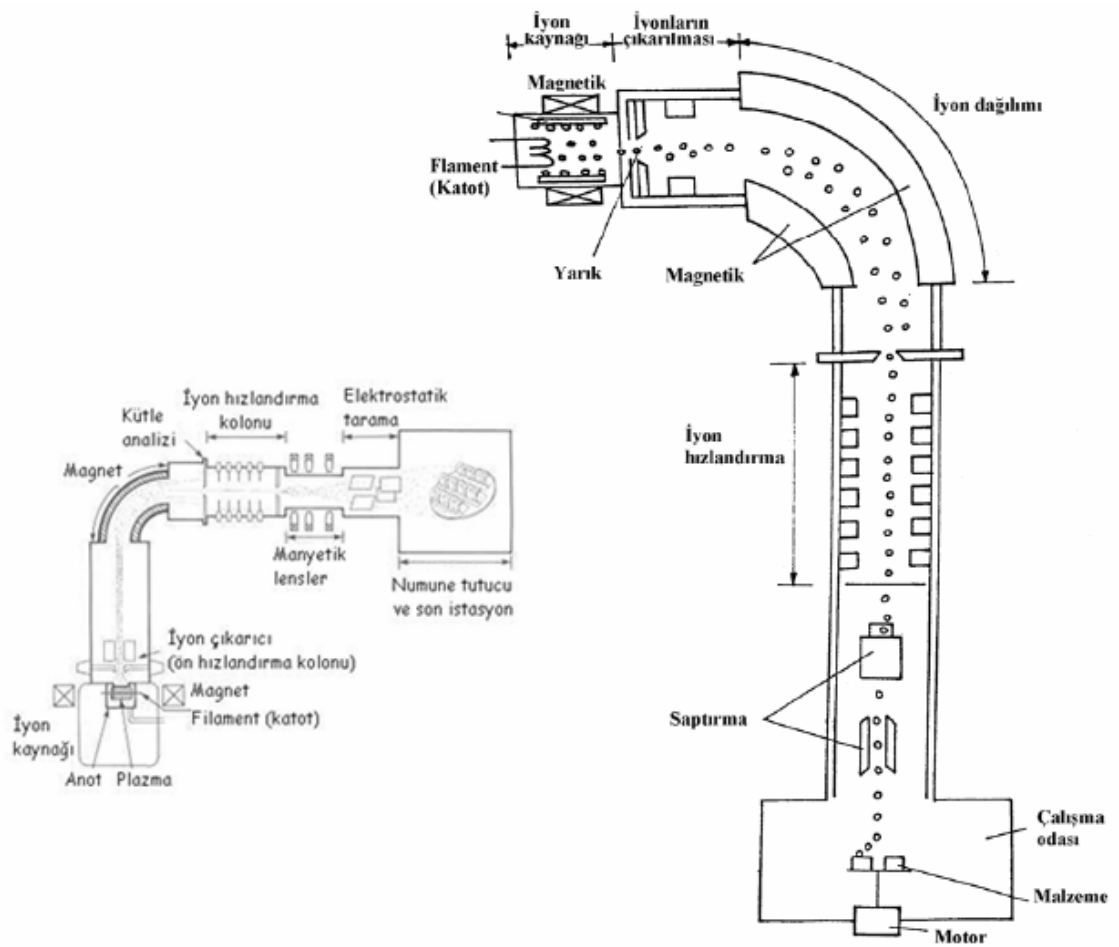 İyon
kaynağı
İyonların
çıkarılması
Magnetik
İyon dağılımı
Flament
(Katot)
Yarık
Magnetik
İyon
hızlandırma
Saptırma
Çalışma
odası
Malzeme
Motor
Kütle
analizi
İyon hızlandırma
kolonu
Elektrostatik
tarama
Magnet
Manyetik
lensler
Numune tutucu
ve son istasyon
İyon çıkarıcı
(ön hızlandırma kolonu)
Magnet
Filament (katot)
İyon
kaynağı
Anot
Plazma